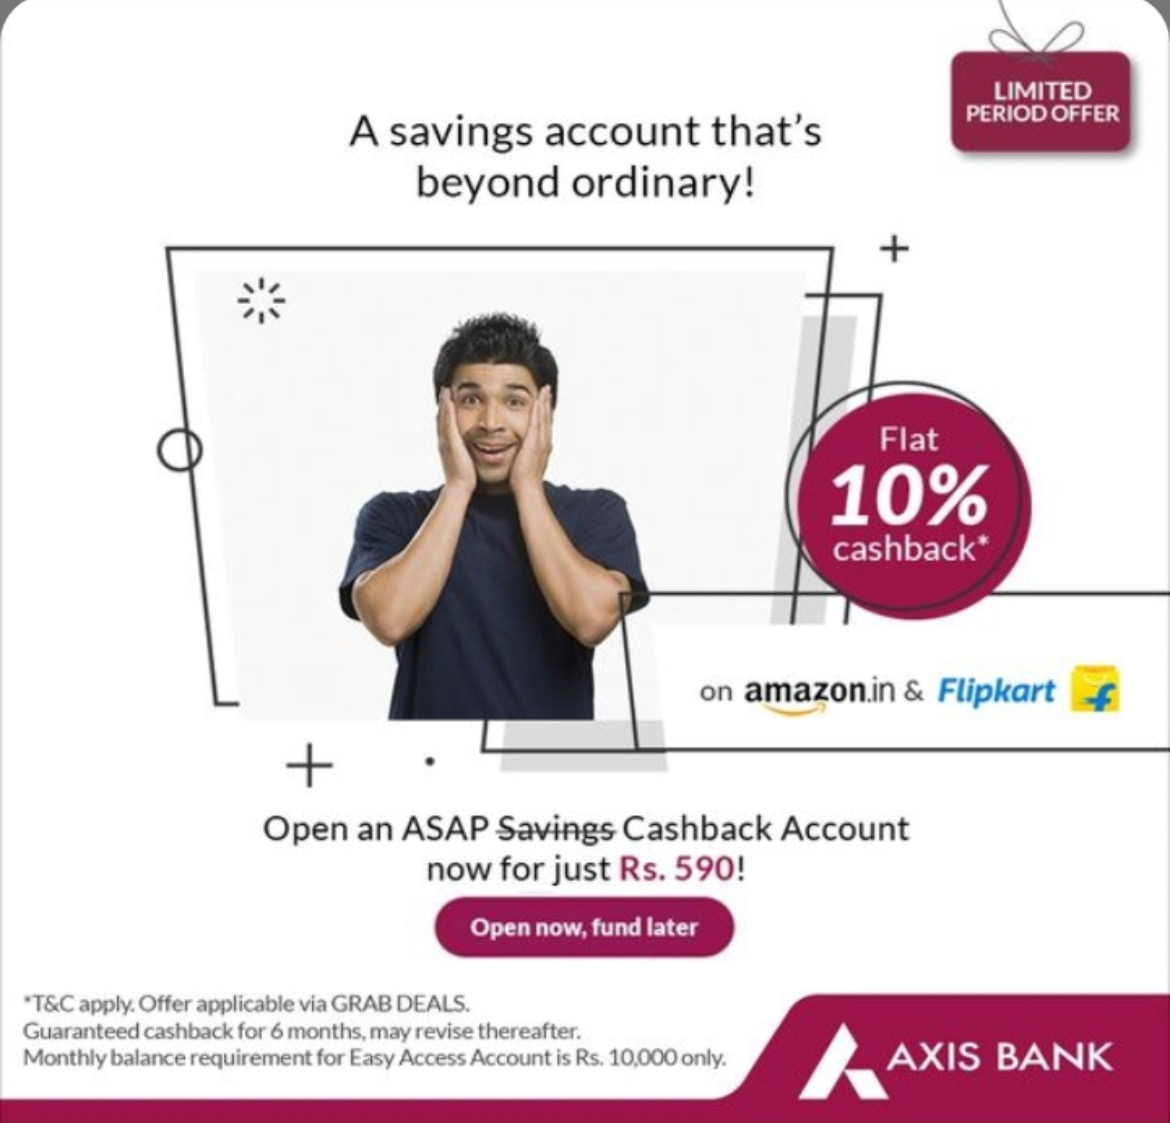 LIMITED
PERIOD OFFER
A savings account that's
beyond ordinary!
Flat
10%
cashback*
on amazon.in & Flipkart
Open an ASAP Savings Cashback Account
now for just Rs. 590!
Open now, fund later
*T&C apply. Offer applicable via GRAB DEALS.
Guaranteed cashback for 6 months, may revise thereafter.
Monthly balance requirement for Easy Access Account is Rs. 10,000 only.
AXIS BANK